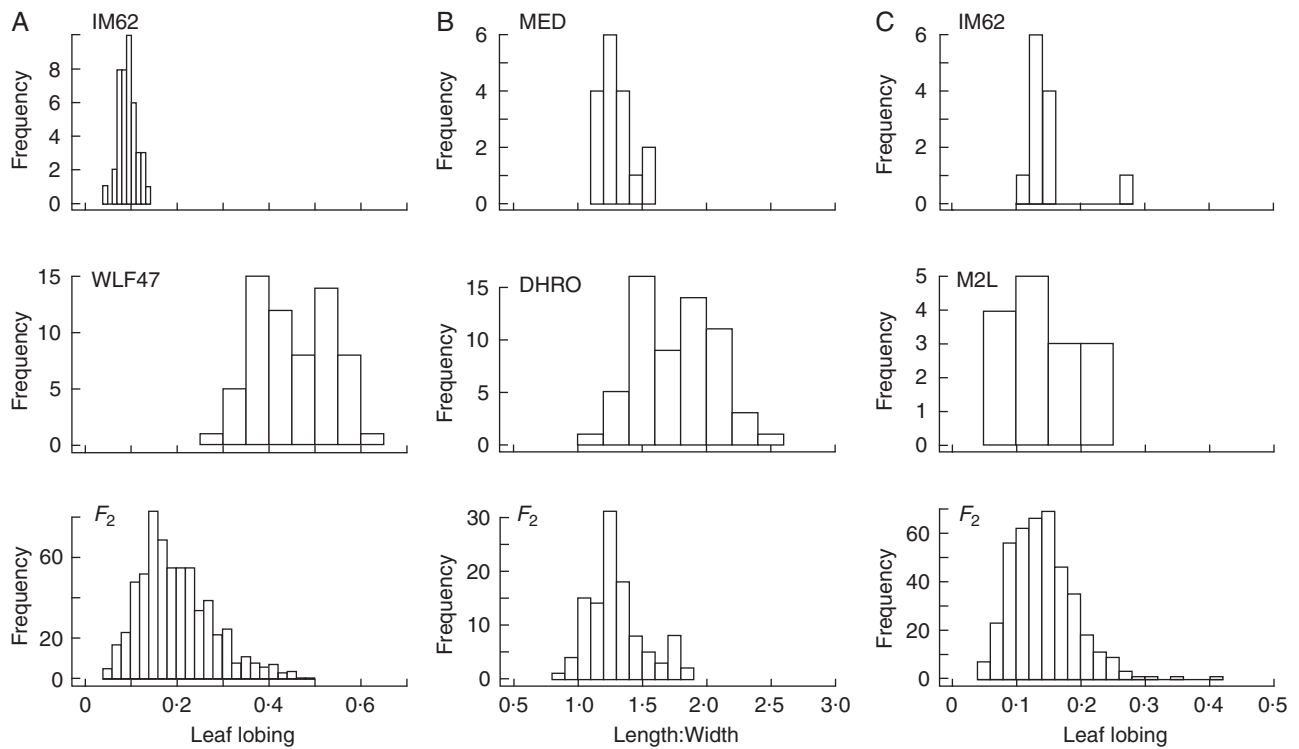 A IM62
Frequency
8
6
4
2
0
B MED
Frequency
6
4
2
0
C IM62
Frequency
6
4
2
0
WLF47
Frequency
15
10
5
0
DHRO
Frequency
15
10
5
0
M2L
Frequency
5
4
3
2
1
0
F2
Frequency
60
20
0
0 0·2 0·4 0·6
Leaf lobing
F2
Frequency
30
20
10
0
0·5 1·0 1·5 2·0 2·5 3·0
Length:Width
F2
Frequency
60
40
20
0
0 0·1 0·2 0·3 0·4 0·5
Leaf lobing